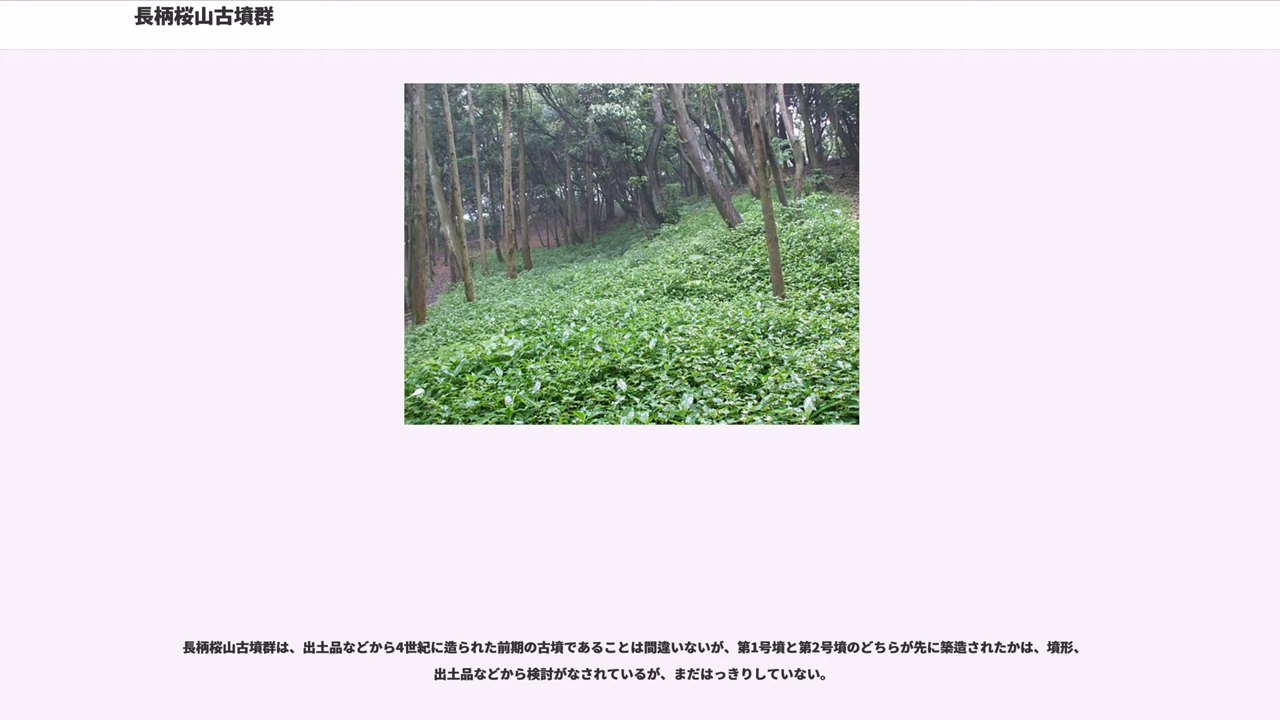 長柄桜山古墳群
長柄桜山古墳群は、出土品などから4世紀に造られた前期の古墳であることは間違いないが、第1号墳と第2号墳のどちらが先に築造されたかは、墳形、
出土品などから検討がなされているが、まだはっきりしていない。